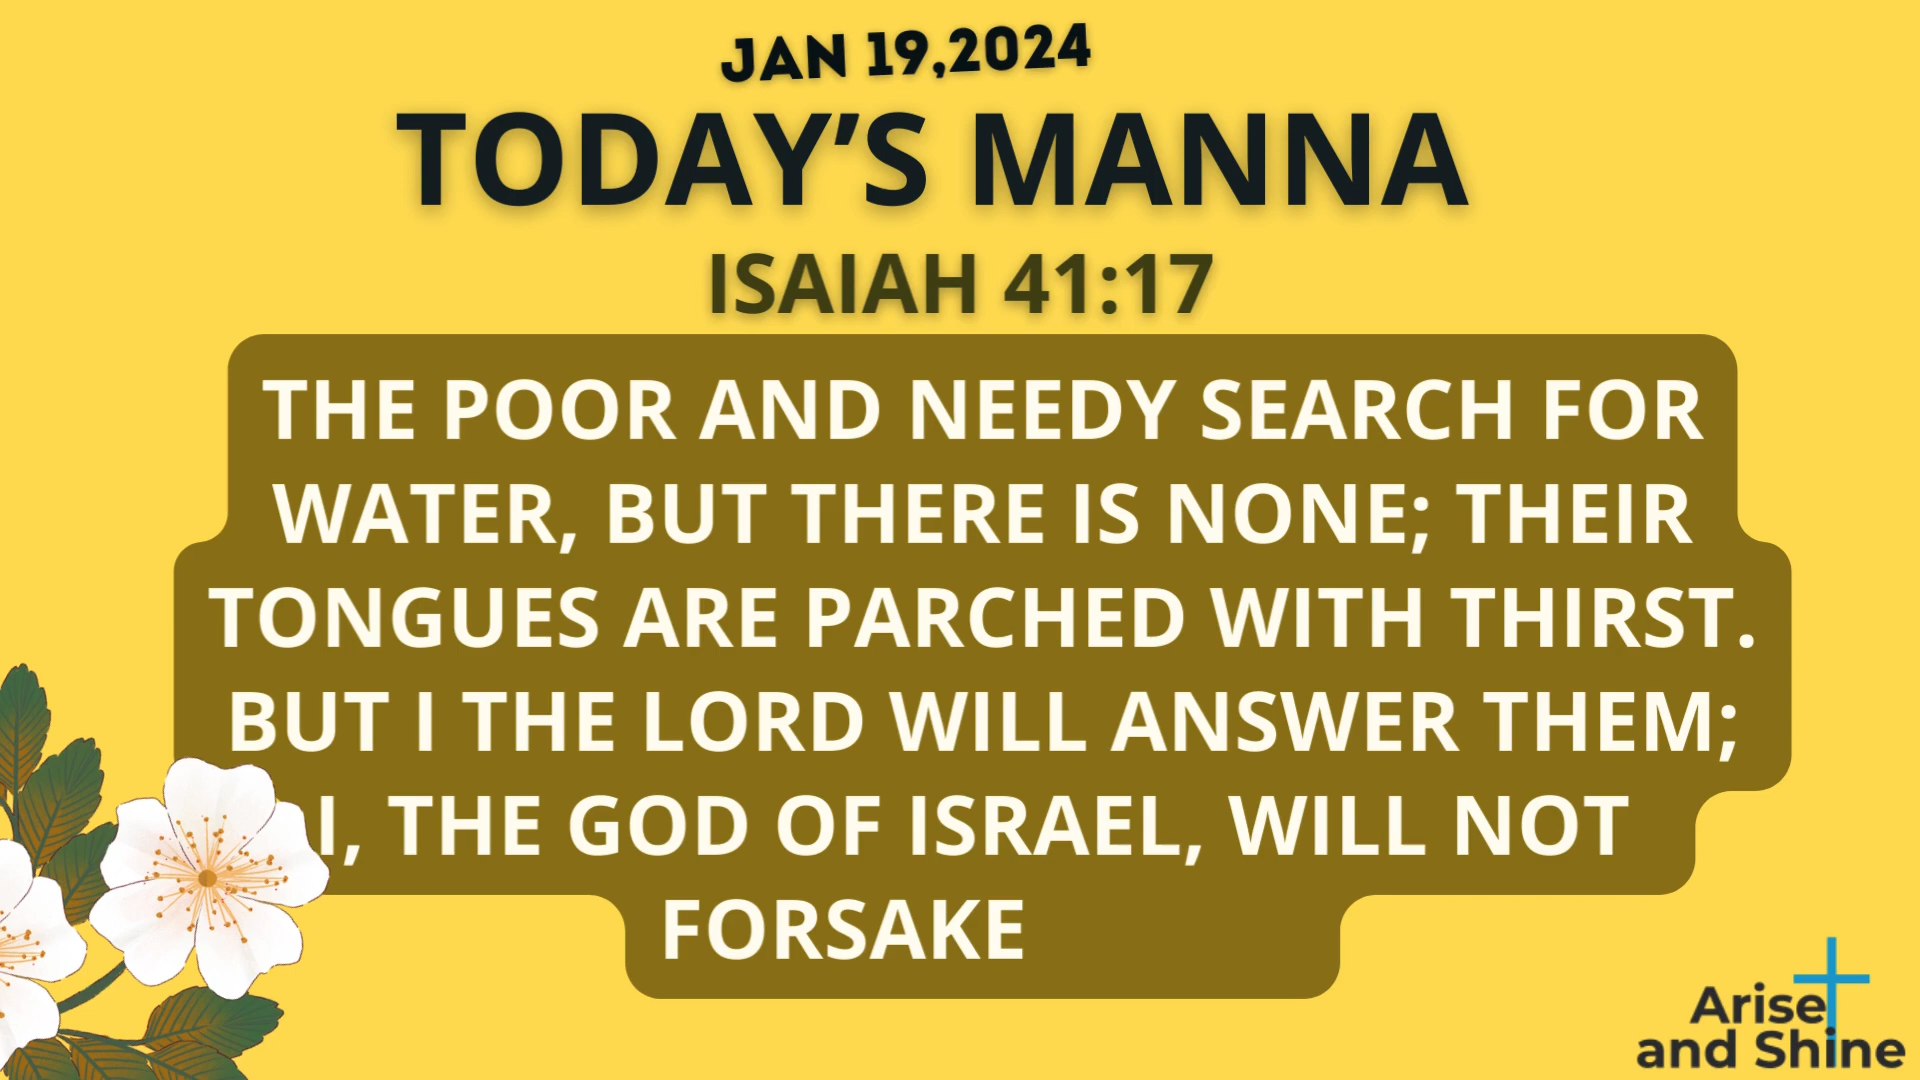 JAN 19,2024
TODAY’S MANNA
ISAIAH 41:17
THE POOR AND NEEDY SEARCH FOR
WATER, BUT THERE IS NONE; THEIR
TONGUES ARE PARCHED WITH THIRST.
BUT I THE LORD WILL ANSWER THEM;
I, THE GOD OF ISRAEL, WILL NOT
FORSAKE
Arise
and Shine